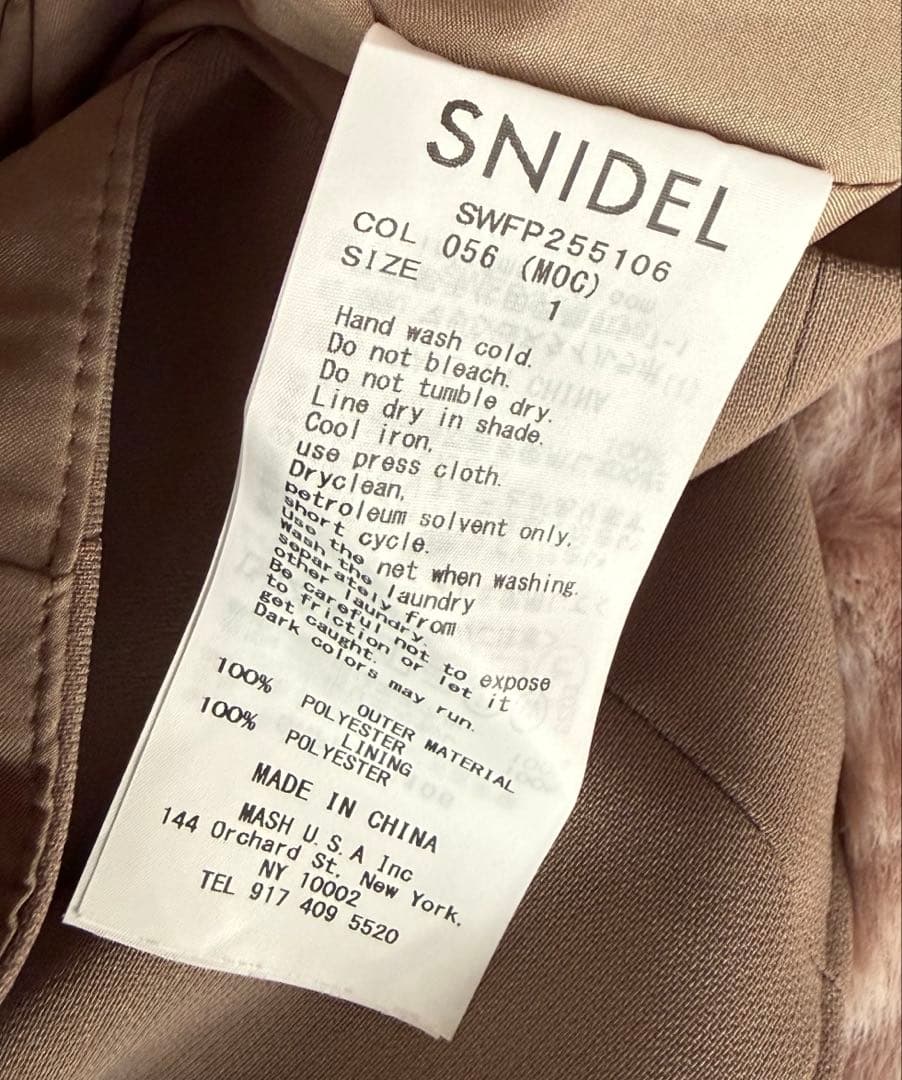 SNIDEL
SWFP255106
COL 056 (MOC)
SIZE 1
Hand wash cold.
Do not bleach.
Do not tumble dry.
Line dry in shade.
Cool iron,
use press cloth.
Dryclean,
petroleum solvent only,
short cycle.
Use the net when washing.
Wash the laundry
separately from
other laundry.
Be careful not to expose
to friction or let it
get caught.
Dark colors may run.
OUTER MATERIAL
100% POLYESTER
LINING
100% POLYESTER
MADE IN CHINA
MASH U.S.A Inc
144 Orchard St. New York.
NY 10002
TEL 917 409 5520